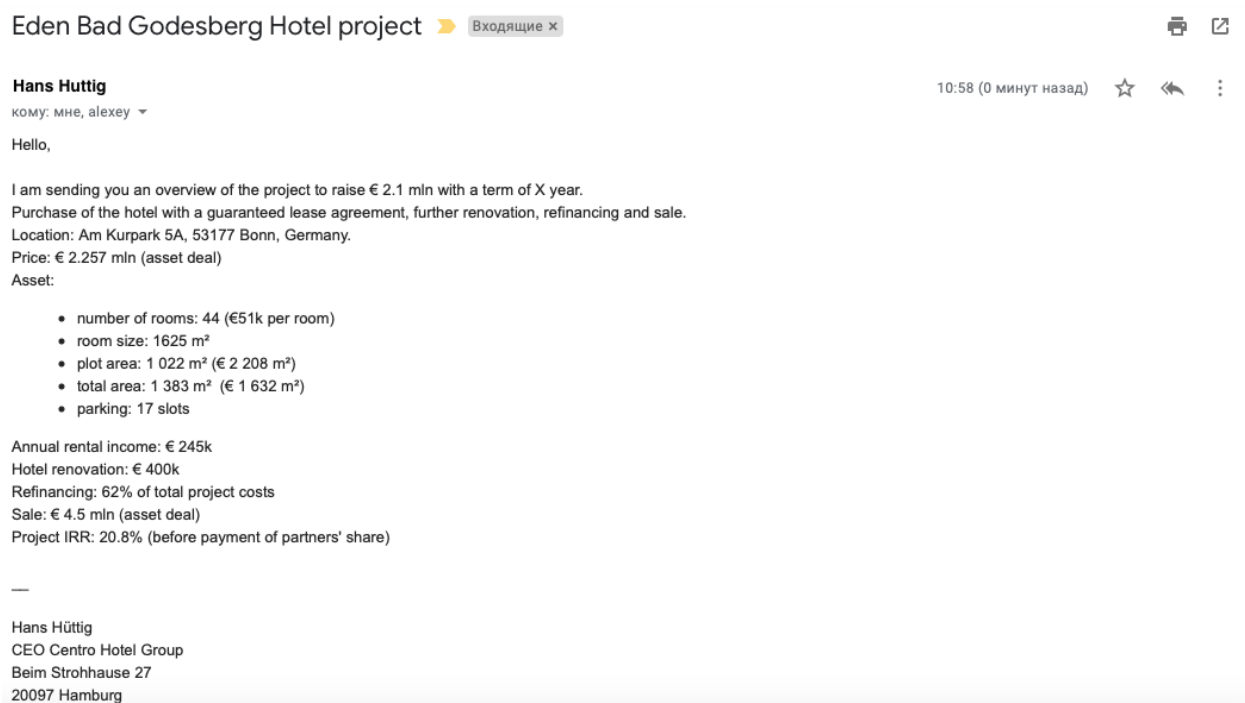 Eden Bad Godesberg Hotel project Входящие ×
Hans Huttig
10:58 (0 минут назад)
кому: мне, alexey
Hello,
I am sending you an overview of the project to raise € 2.1 mln with a term of X year.
Purchase of the hotel with a guaranteed lease agreement, further renovation, refinancing and sale.
Location: Am Kurpark 5A, 53177 Bonn, Germany.
Price: € 2.257 mln (asset deal)
Asset:
• number of rooms: 44 (€51k per room)
• room size: 1625 m²
• plot area: 1 022 m² (€ 2 208 m²)
• total area: 1 383 m² (€ 1 632 m²)
• parking: 17 slots
Annual rental income: € 245k
Hotel renovation: € 400k
Refinancing: 62% of total project costs
Sale: € 4.5 mln (asset deal)
Project IRR: 20.8% (before payment of partners' share)
—
Hans Hüttig
CEO Centro Hotel Group
Beim Strohhause 27
20097 Hamburg